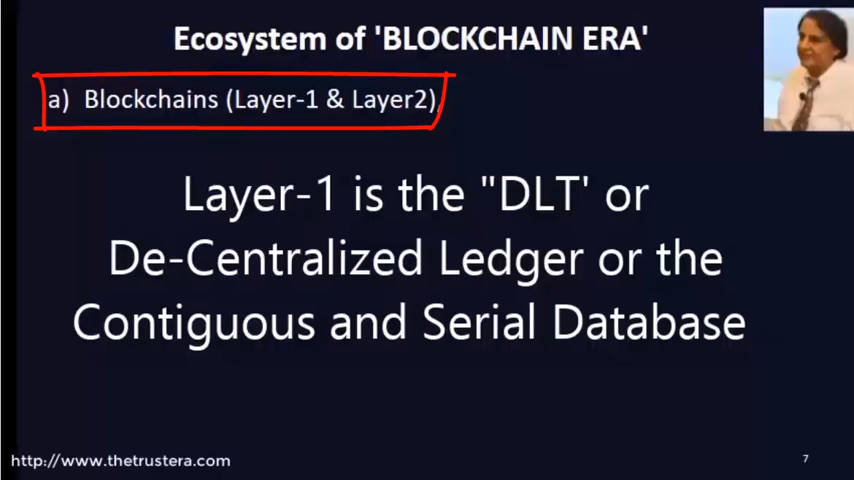 Ecosystem of 'BLOCKCHAIN ERA'
a) Blockchains (Layer-1 & Layer2),
Layer-1 is the "DLT' or
De-Centralized Ledger or the
Contiguous and Serial Database
http://www.thetrustera.com
7